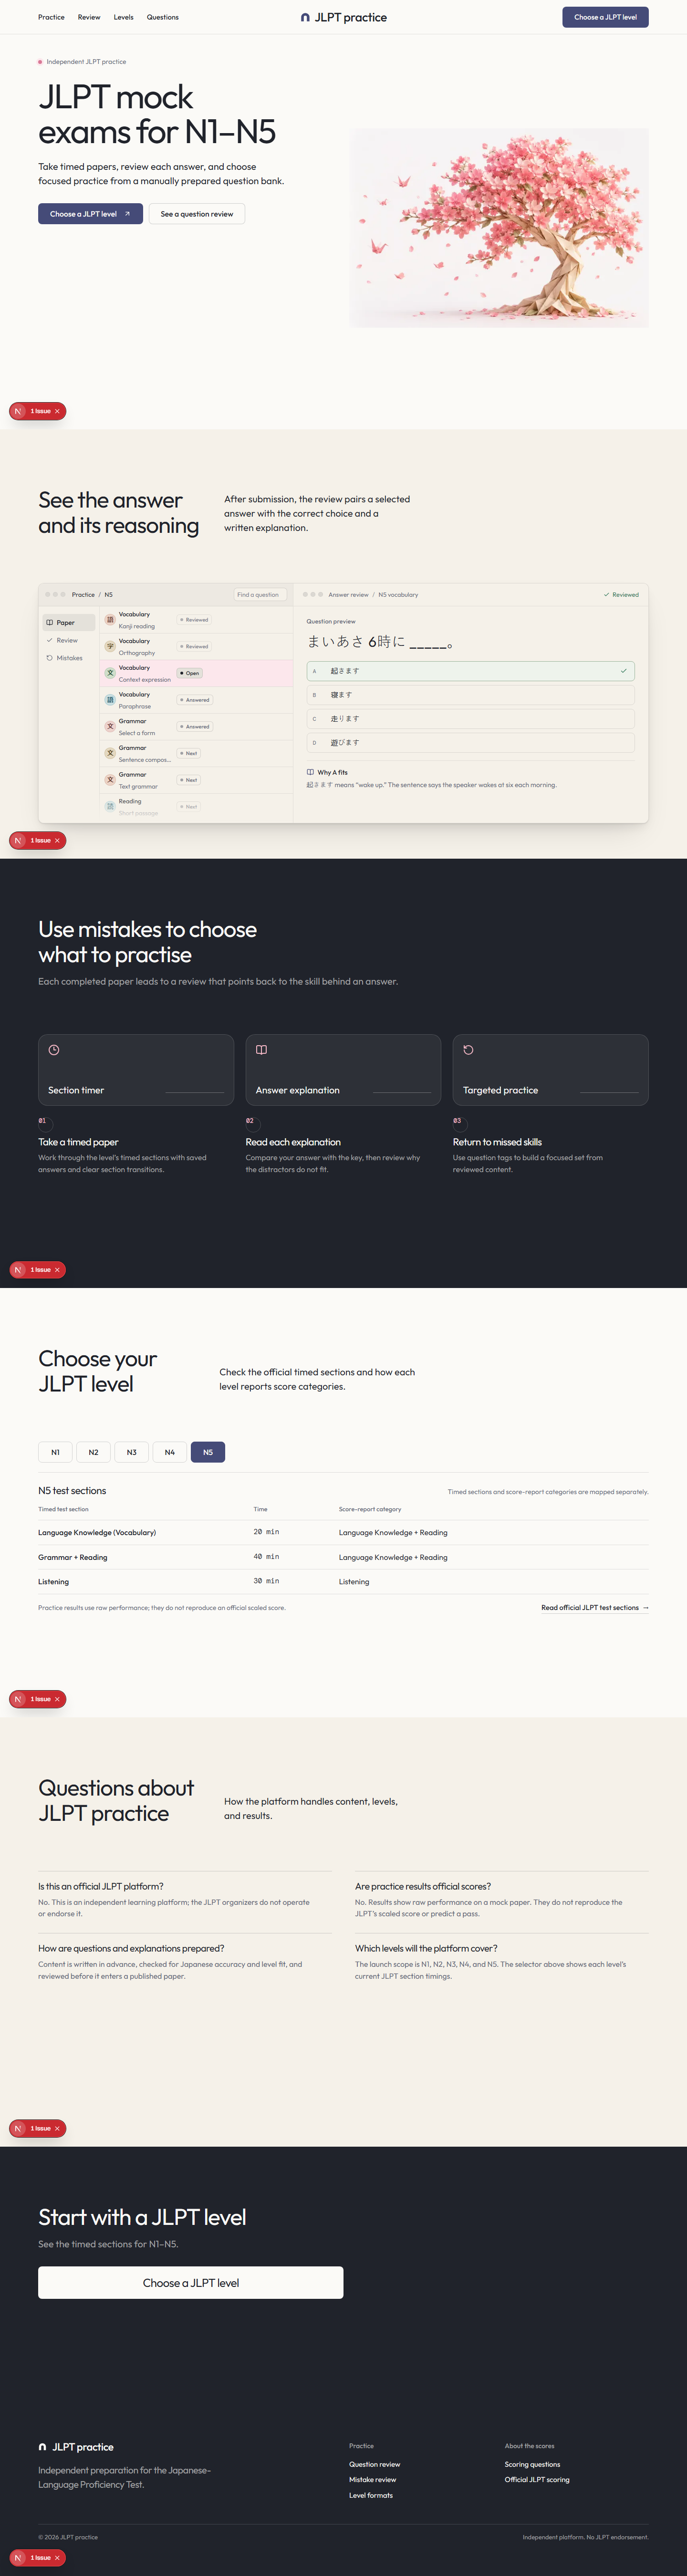 Practice Review Levels Questions
JLPT practice
Choose a JLPT level
Independent JLPT practice
JLPT mock
exams for N1–N5
Take timed papers, review each answer, and choose
focused practice from a manually prepared question bank.
Choose a JLPT level
See a question review
1 Issue
See the answer
and its reasoning
After submission, the review pairs a selected
answer with the correct choice and a
written explanation.
Practice / N5
Find a question
Paper
Review
Mistakes
語
Vocabulary
Kanji reading
Reviewed
字
Vocabulary
Orthography
Reviewed
文
Vocabulary
Context expression
Open
語
Vocabulary
Paraphrase
Answered
文
Grammar
Select a form
Answered
文
Grammar
Sentence compos...
Next
文
Grammar
Text grammar
Next
読
Reading
Short passage
Next
Answer review / N5 vocabulary
Reviewed
Question preview
まいあさ 6時に _____。
A 起きます
B 寝ます
C 走ります
D 遊びます
Why A fits
起きます means “wake up.” The sentence says the speaker wakes at six each morning.
1 Issue
Use mistakes to choose
what to practise
Each completed paper leads to a review that points back to the skill behind an answer.
Section timer
Answer explanation
Targeted practice
01
Take a timed paper
Work through the level’s timed sections with saved
answers and clear section transitions.
02
Read each explanation
Compare your answer with the key, then review why
the distractors do not fit.
03
Return to missed skills
Use question tags to build a focused set from
reviewed content.
1 Issue
Choose your
JLPT level
Check the official timed sections and how each
level reports score categories.
N1 N2 N3 N4 N5
N5 test sections
Timed sections and score-report categories are mapped separately.
Timed test section Time Score-report category
Language Knowledge (Vocabulary) 20 min Language Knowledge + Reading
Grammar + Reading 40 min Language Knowledge + Reading
Listening 30 min Listening
Practice results use raw performance; they do not reproduce an official scaled score.
Read official JLPT test sections →
1 Issue
Questions about
JLPT practice
How the platform handles content, levels,
and results.
Is this an official JLPT platform?
No. This is an independent learning platform; the JLPT organizers do not operate
or endorse it.
Are practice results official scores?
No. Results show raw performance on a mock paper. They do not reproduce the
JLPT’s scaled score or predict a pass.
How are questions and explanations prepared?
Content is written in advance, checked for Japanese accuracy and level fit, and
reviewed before it enters a published paper.
Which levels will the platform cover?
The launch scope is N1, N2, N3, N4, and N5. The selector above shows each level’s
current JLPT section timings.
1 Issue
Start with a JLPT level
See the timed sections for N1–N5.
Choose a JLPT level
JLPT practice
Independent preparation for the Japanese-
Language Proficiency Test.
Practice
Question review
Mistake review
Level formats
About the scores
Scoring questions
Official JLPT scoring
© 2026 JLPT practice
Independent platform. No JLPT endorsement.
1 Issue